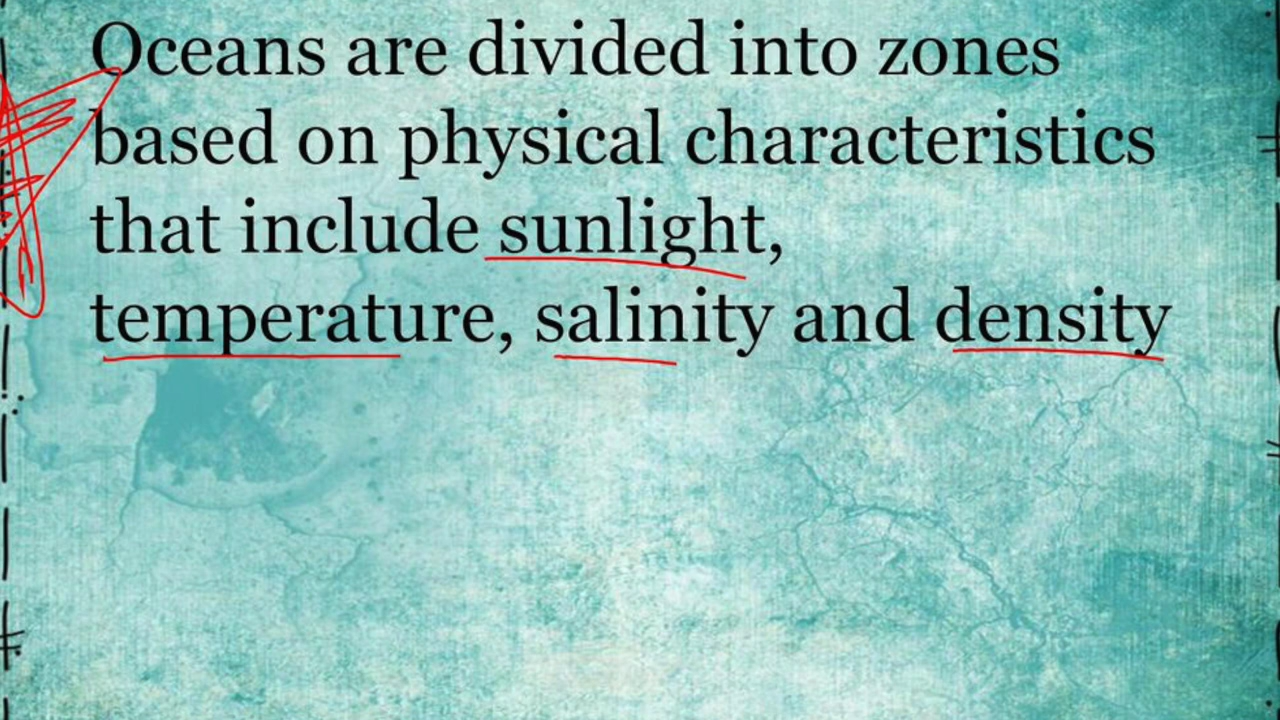 Oceans are divided into zones
based on physical characteristics
that include sunlight,
temperature, salinity and density